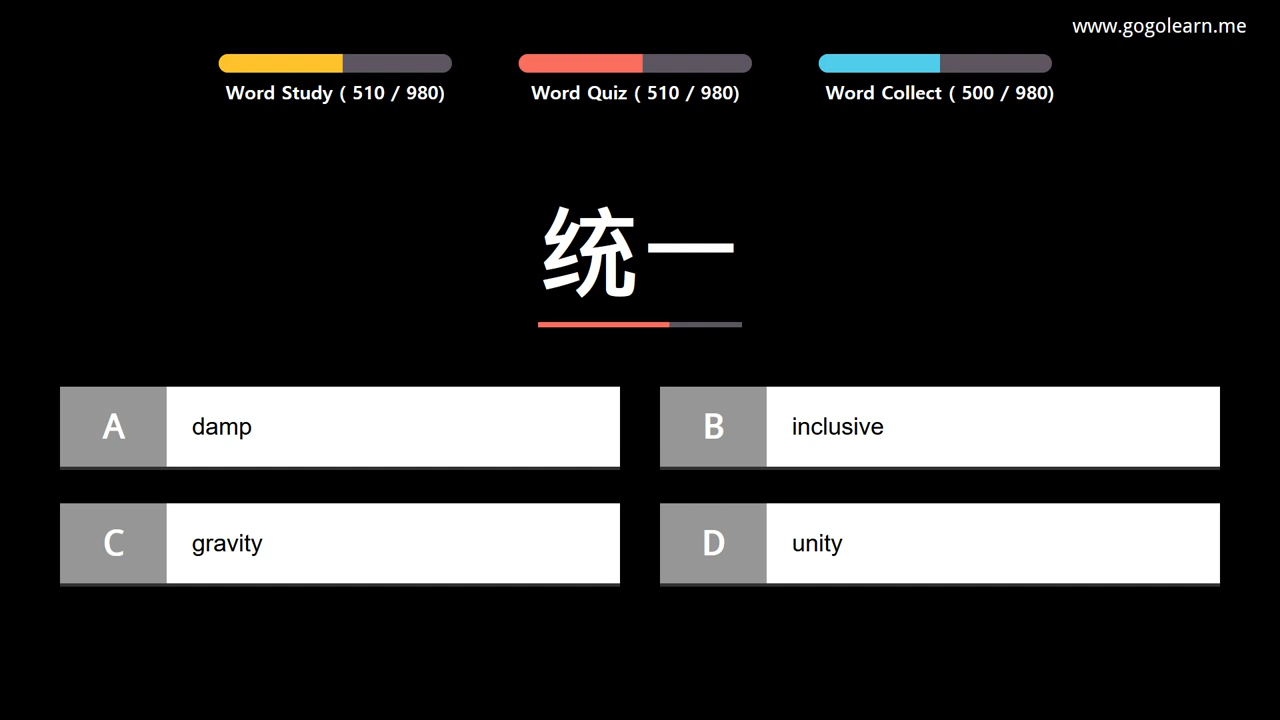 www.gogolearn.me
Word Study ( 510 / 980)
Word Quiz ( 510 / 980)
Word Collect ( 500 / 980)
统一
A damp
B inclusive
C gravity
D unity